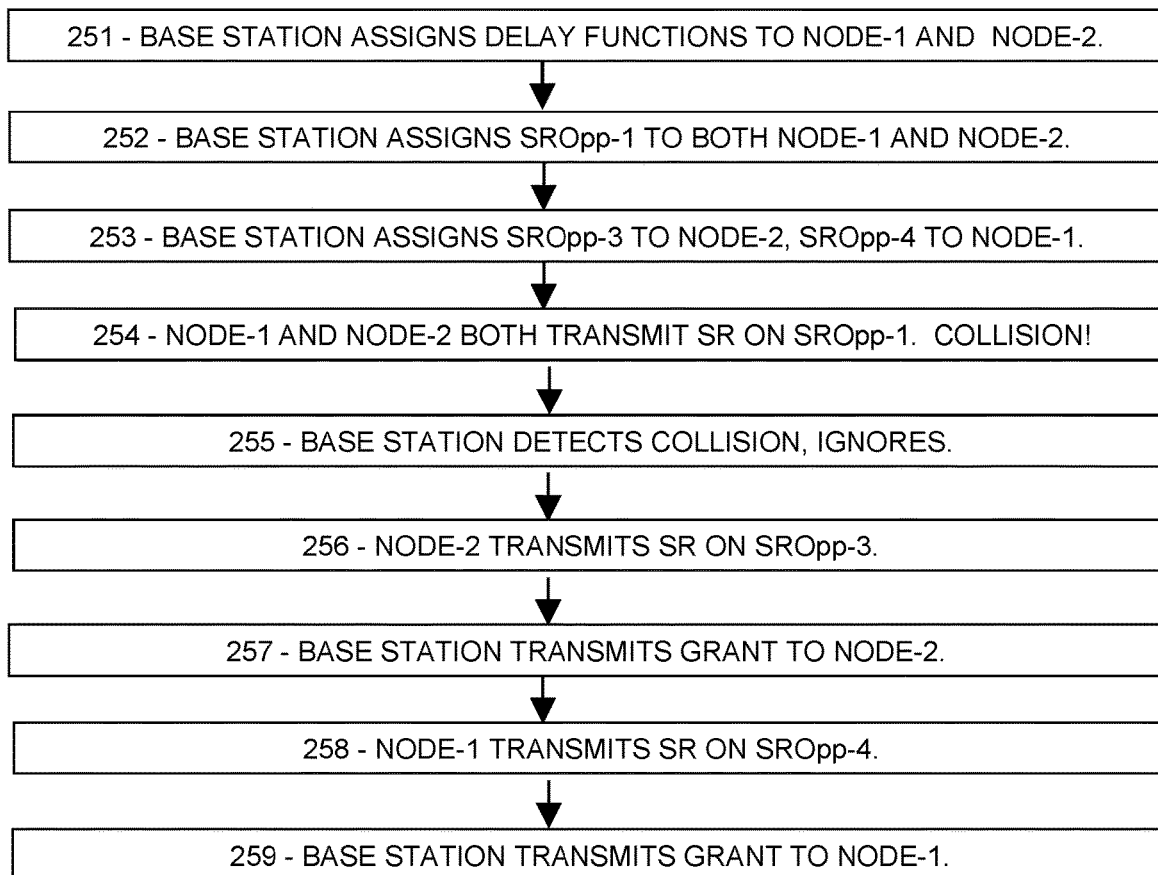 251 - BASE STATION ASSIGNS DELAY FUNCTIONS TO NODE-1 AND NODE-2.
252 - BASE STATION ASSIGNS SROpp-1 TO BOTH NODE-1 AND NODE-2.
253 - BASE STATION ASSIGNS SROpp-3 TO NODE-2, SROpp-4 TO NODE-1.
254 - NODE-1 AND NODE-2 BOTH TRANSMIT SR ON SROpp-1. COLLISION!
255 - BASE STATION DETECTS COLLISION, IGNORES.
256 - NODE-2 TRANSMITS SR ON SROpp-3.
257 - BASE STATION TRANSMITS GRANT TO NODE-2.
258 - NODE-1 TRANSMITS SR ON SROpp-4.
259 - BASE STATION TRANSMITS GRANT TO NODE-1.